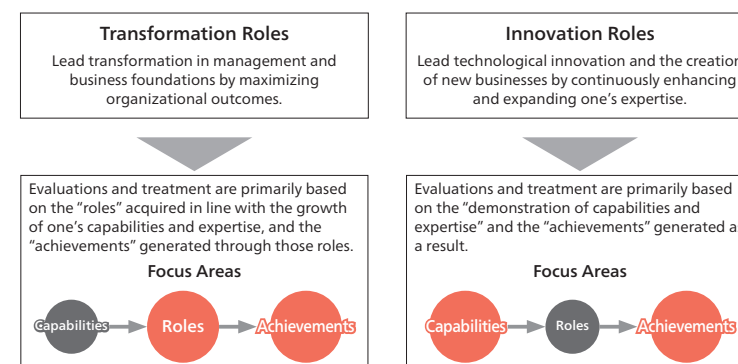 Transformation Roles
Lead transformation in management and
business foundations by maximizing
organizational outcomes.
Evaluations and treatment are primarily based
on the “roles” acquired in line with the growth
of one’s capabilities and expertise, and the
“achievements” generated through those roles.
Focus Areas
Capabilities
Roles
Achievements
Innovation Roles
Lead technological innovation and the creation
of new businesses by continuously enhancing
and expanding one’s expertise.
Evaluations and treatment are primarily based
on the “demonstration of capabilities and
expertise” and the “achievements” generated as
a result.
Focus Areas
Capabilities
Roles
Achievements